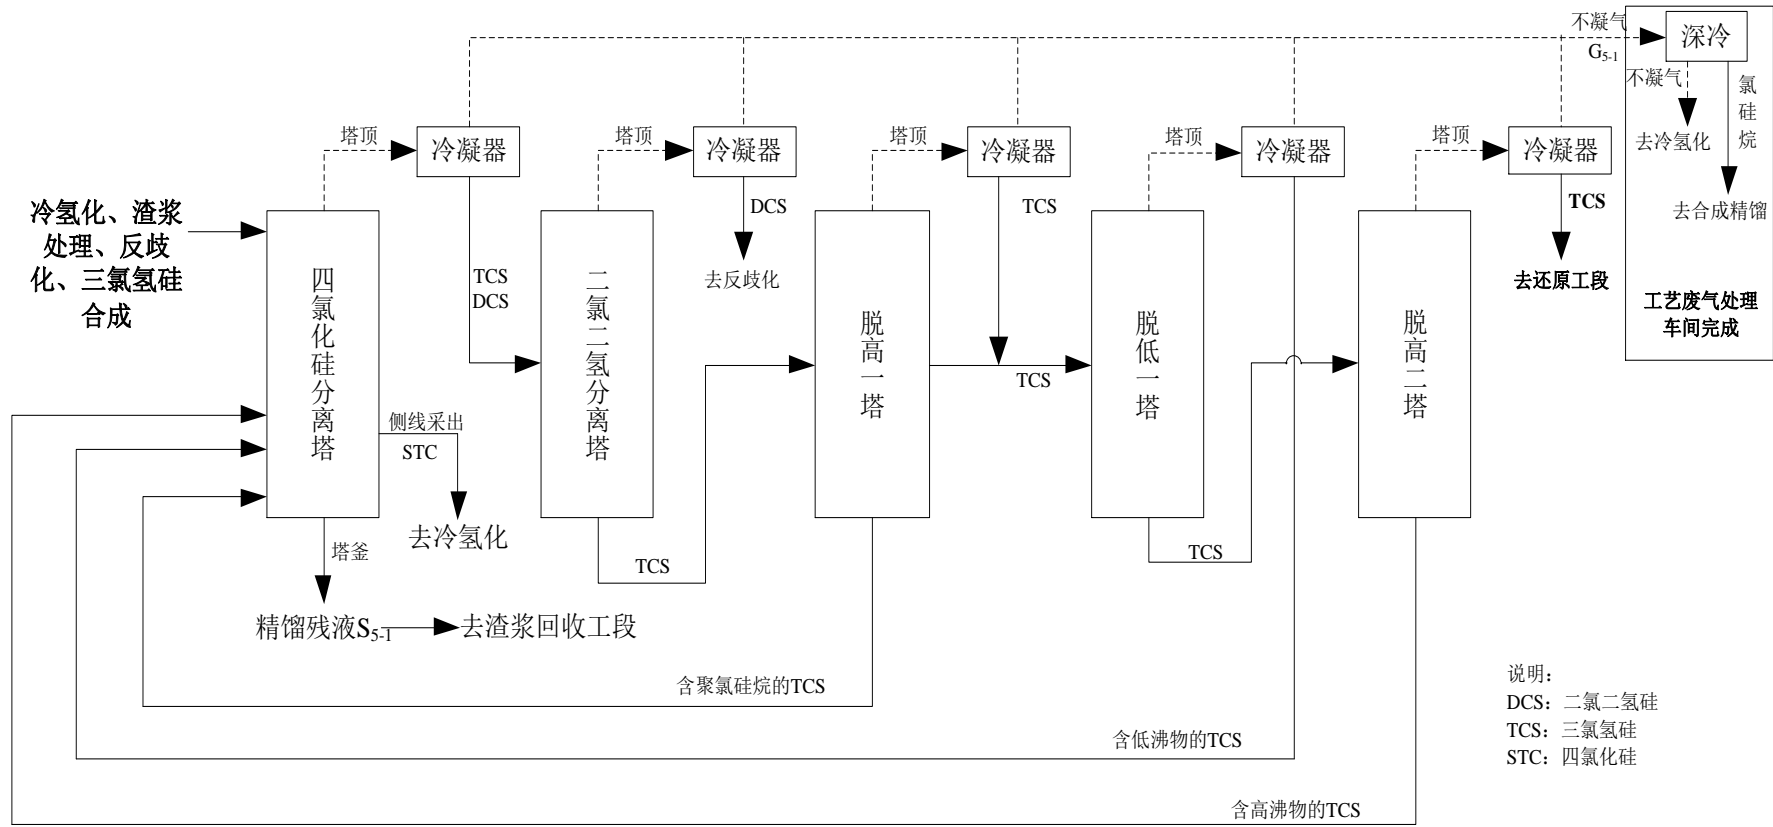 不凝气
G5-1
深冷
不凝气
氯硅烷
去冷氢化
去合成精馏
工艺废气处理
车间完成
塔顶
冷凝器
塔顶
冷凝器
塔顶
冷凝器
塔顶
冷凝器
塔顶
冷凝器
冷氢化、渣浆
处理、反歧
化、三氯氢硅
合成
四氯化硅分离塔
TCS
DCS
二氯二氢分离塔
DCS
去反歧化
脱高一塔
TCS
TCS
脱低一塔
脱高二塔
TCS
去还原工段
侧线采出
STC
去冷氢化
塔釜
精馏残液S5-1
去渣浆回收工段
TCS
TCS
含聚氯硅烷的TCS
含低沸物的TCS
含高沸物的TCS
说明：
DCS：二氯二氢硅
TCS：三氯氢硅
STC：四氯化硅